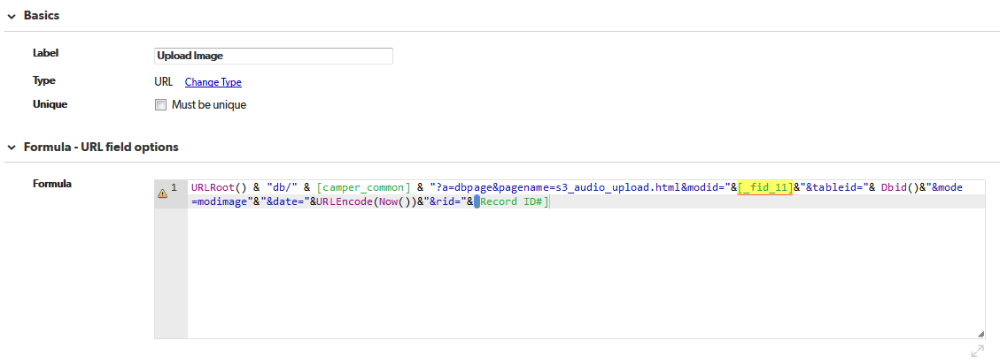 Basics
Label
Upload Image
Type
URL Change Type
Unique
Must be unique
Formula - URL field options
Formula
1 URLRoot() & "db/" & [camper_common] & "?a=dbpage&pagename=s3_audio_upload.html&modid="&[_fid_11]&"&tableid="& Dbid()&"&mode
=modimage"&"&date="&URLEncode(Now())&"&rid="&[Record ID#]